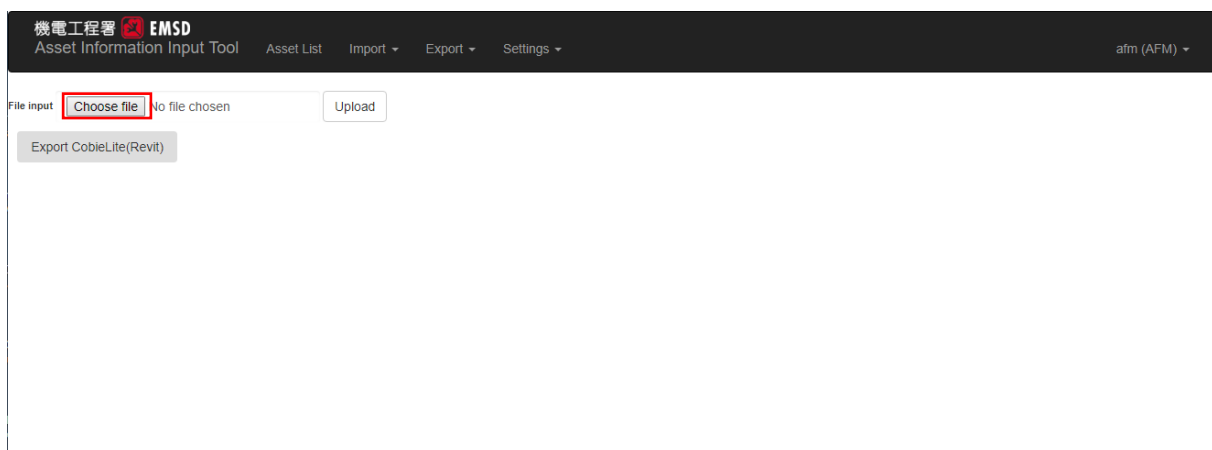 機電工程署 EMSD
Asset Information Input Tool Asset List Import Export Settings afm (AFM)
File input Choose file No file chosen Upload
Export CobieLite(Revit)